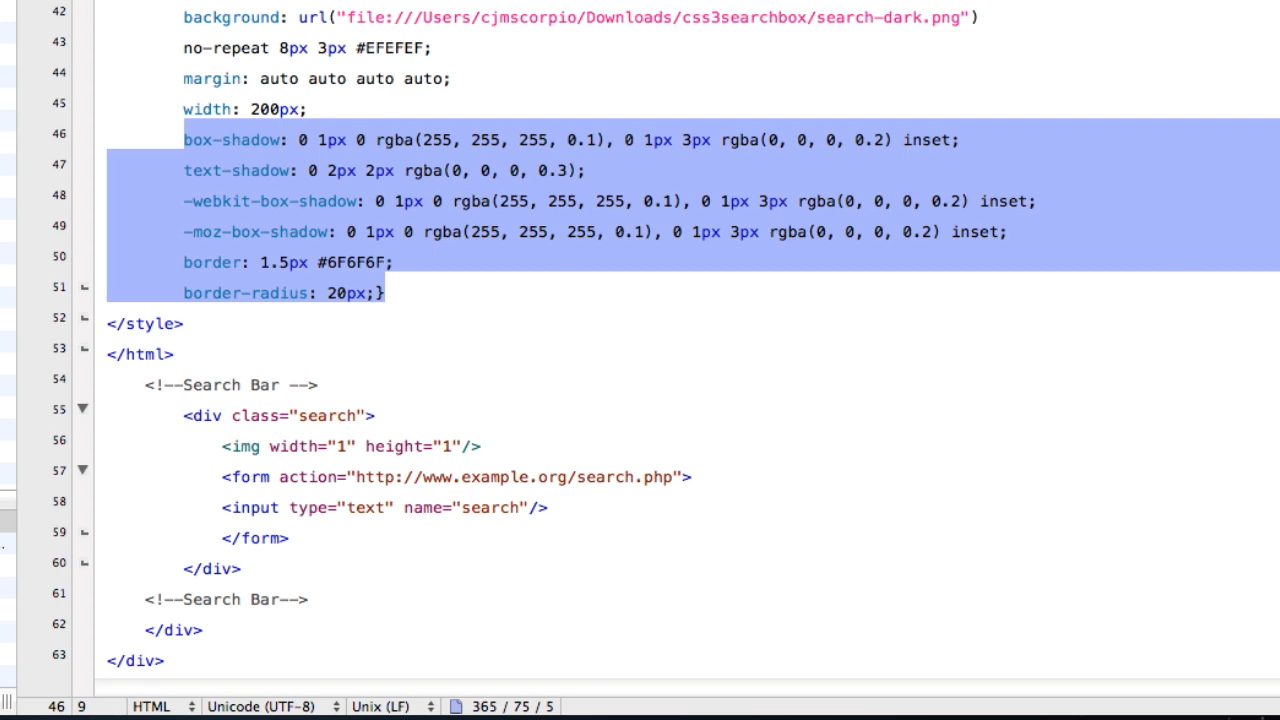 42 background: url("file:///Users/cjmscorpio/Downloads/css3searchbox/search-dark.png")
43 no-repeat 8px 3px #EFEFEF;
44 margin: auto auto auto auto;
45 width: 200px;
46 box-shadow: 0 1px 0 rgba(255, 255, 255, 0.1), 0 1px 3px rgba(0, 0, 0, 0.2) inset;
47 text-shadow: 0 2px 2px rgba(0, 0, 0, 0.3);
48 -webkit-box-shadow: 0 1px 0 rgba(255, 255, 255, 0.1), 0 1px 3px rgba(0, 0, 0, 0.2) inset;
49 -moz-box-shadow: 0 1px 0 rgba(255, 255, 255, 0.1), 0 1px 3px rgba(0, 0, 0, 0.2) inset;
50 border: 1.5px #6F6F6F;
51 border-radius: 20px;}
52 </style>
53 </html>
54 <!--Search Bar -->
55 <div class="search">
56 <img width="1" height="1"/>
57 <form action="http://www.example.org/search.php">
58 <input type="text" name="search"/>
59 </form>
60 </div>
61 <!--Search Bar-->
62 </div>
63 </div>
46 9 HTML Unicode (UTF-8) Unix (LF) 365 / 75 / 5